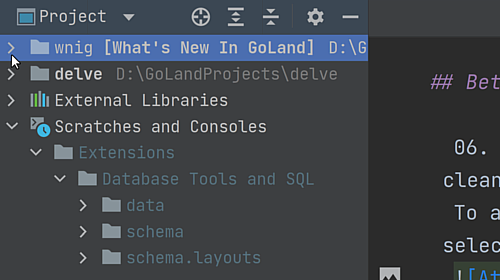 Project
wnig [What's New In GoLand] D:\G
delve D:\GoLandProjects\delve
External Libraries
Scratches and Consoles
Extensions
Database Tools and SQL
data
schema
schema.layouts
## Bet
06.
clean
To a
selec
![At